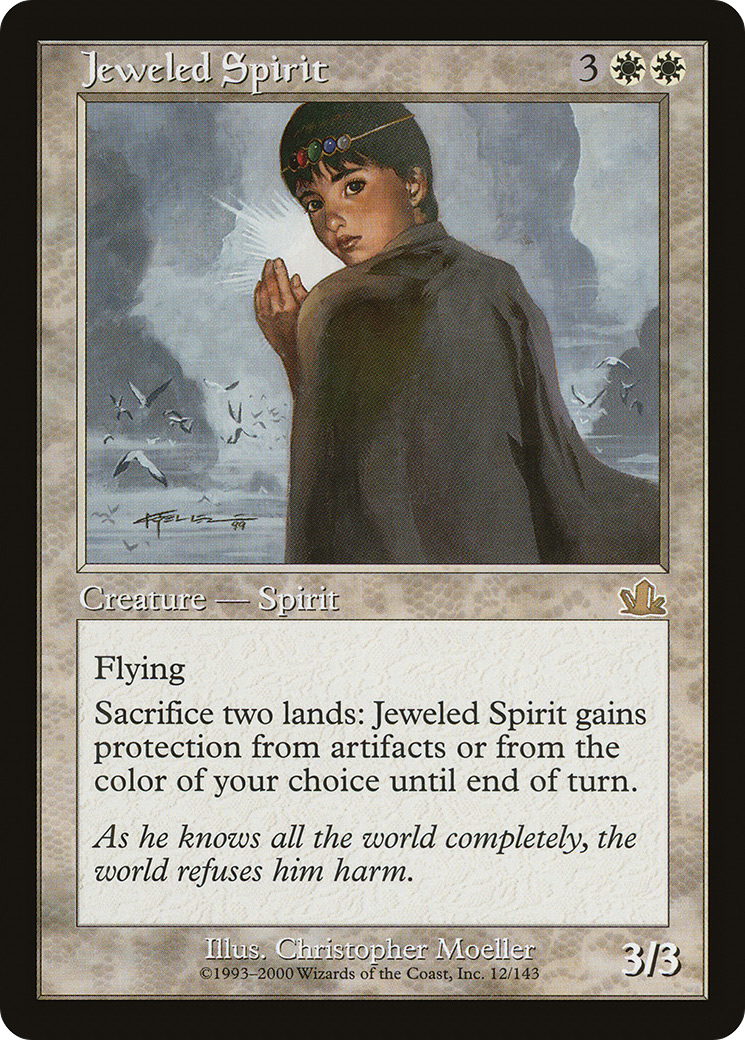 Jeweled Spirit 3
Creature — Spirit
Flying
Sacrifice two lands: Jeweled Spirit gains
protection from artifacts or from the
color of your choice until end of turn.
As he knows all the world completely, the
world refuses him harm.
Illus. Christopher Moeller
©1993–2000 Wizards of the Coast, Inc. 12/143
3/3